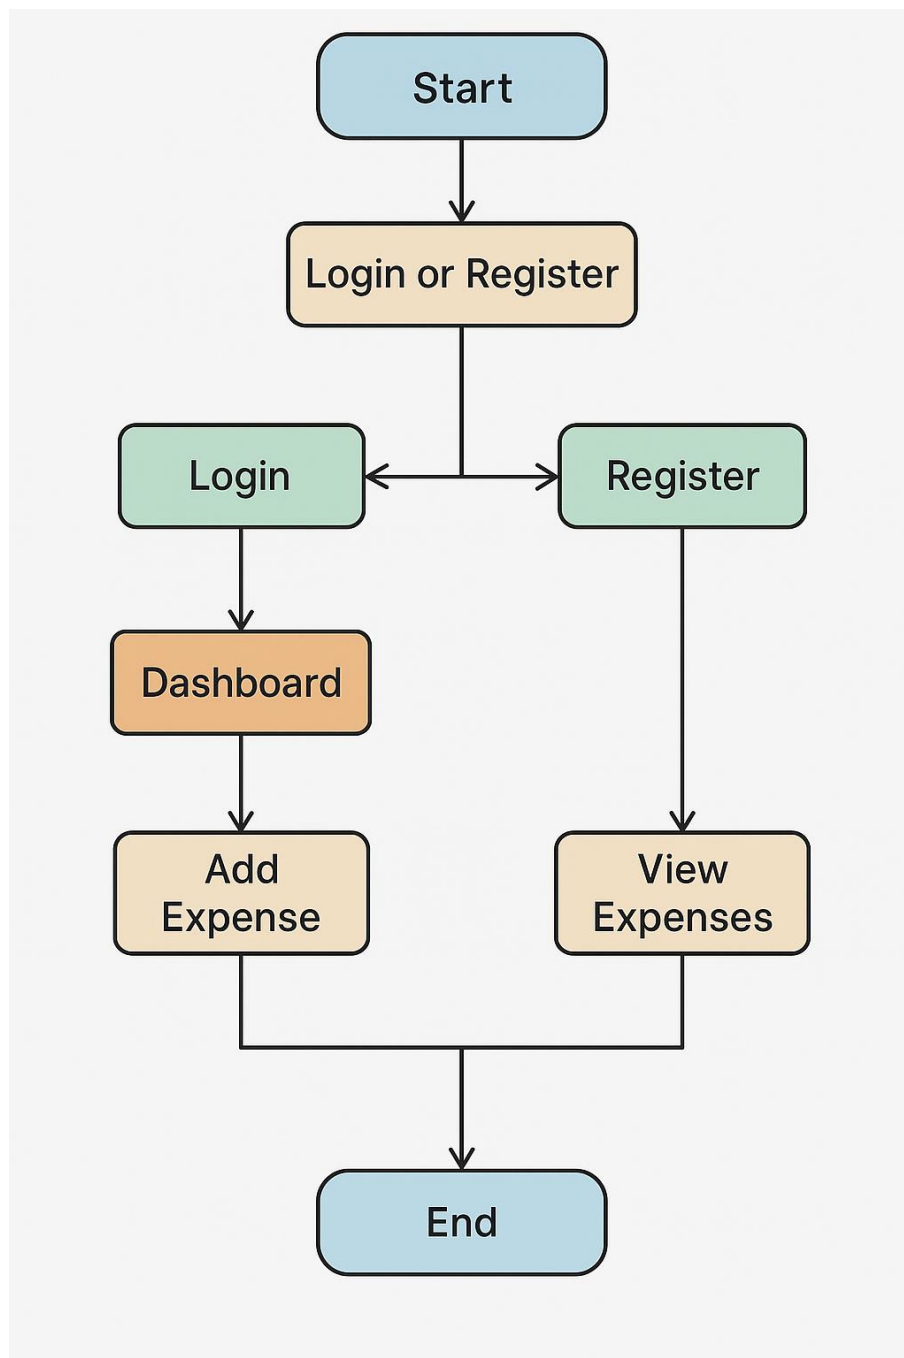 Start
Login or Register
Login
Register
Dashboard
Add
Expense
View
Expenses
End